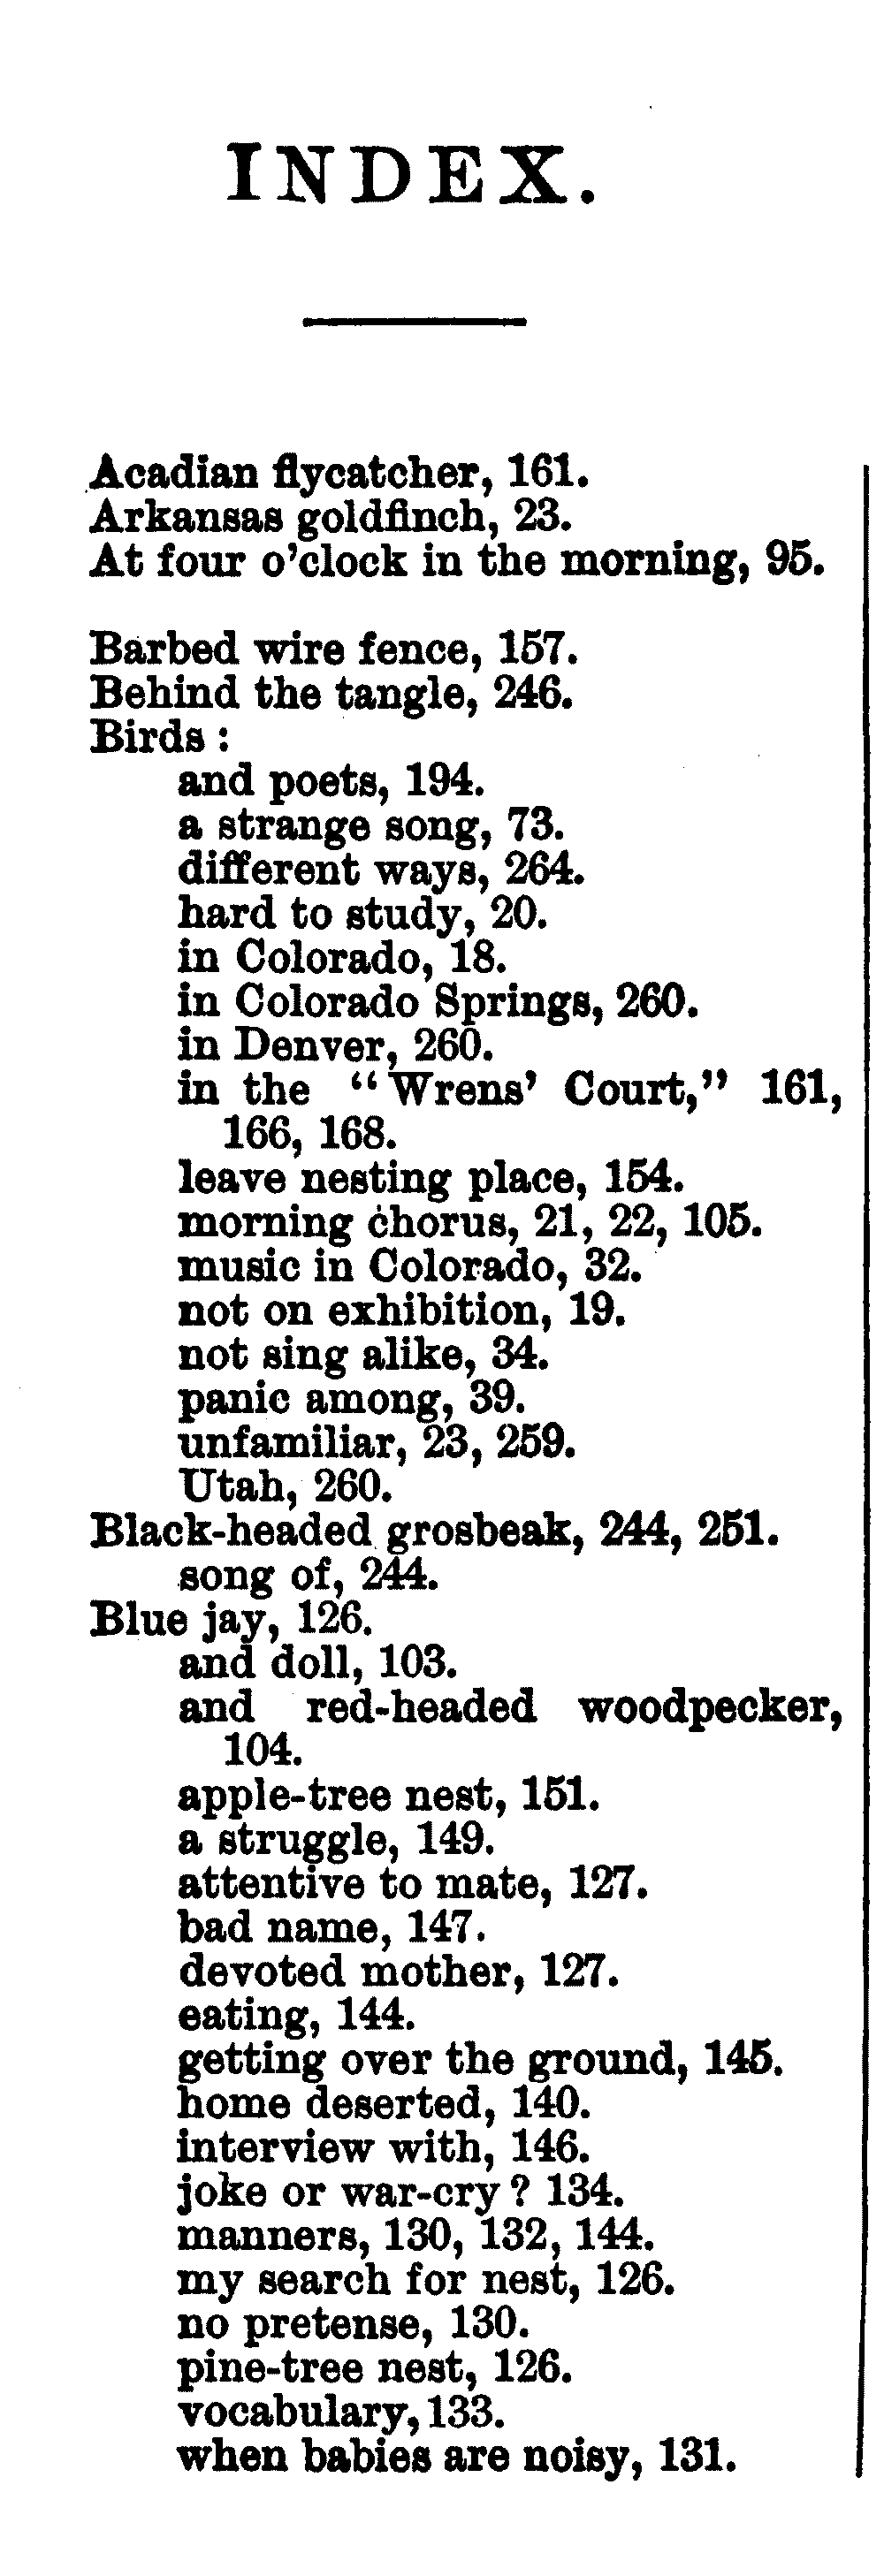 INDEX.
Acadian flycatcher, 161.
Arkansas goldfinch, 23.
At four o'clock in the morning, 95.
Barbed wire fence, 157.
Behind the tangle, 246.
Birds :
and poets, 194.
a strange song, 73.
different ways, 264.
hard to study, 20.
in Colorado, 18.
in Colorado Springs, 260.
in Denver, 260.
in the “Wrens’ Court,” 161,
166, 168.
leave nesting place, 154.
morning chorus, 21, 22, 105.
music in Colorado, 32.
not on exhibition, 19.
not sing alike, 34.
panic among, 39.
unfamiliar, 23, 259.
Utah, 260.
Black-headed grosbeak, 244, 251.
song of, 244.
Blue jay, 126.
and doll, 103.
and red-headed woodpecker,
104.
apple-tree nest, 151.
a struggle, 149.
attentive to mate, 127.
bad name, 147.
devoted mother, 127.
eating, 144.
getting over the ground, 145.
home deserted, 140.
interview with, 146.
joke or war-cry ? 134.
manners, 130, 132, 144.
my search for nest, 126.
no pretense, 130.
pine-tree nest, 126.
vocabulary, 133.
when babies are noisy, 131.